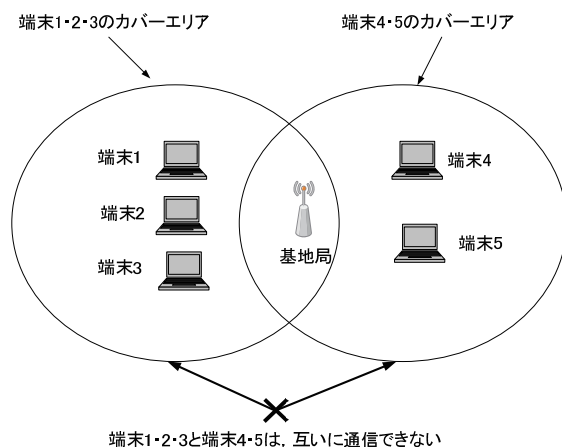 端末1・2・3のカバーエリア
端末4・5のカバーエリア
端末1
端末2
端末3
端末4
端末5
基地局
端末1・2・3と端末4・5は，互いに通信できない